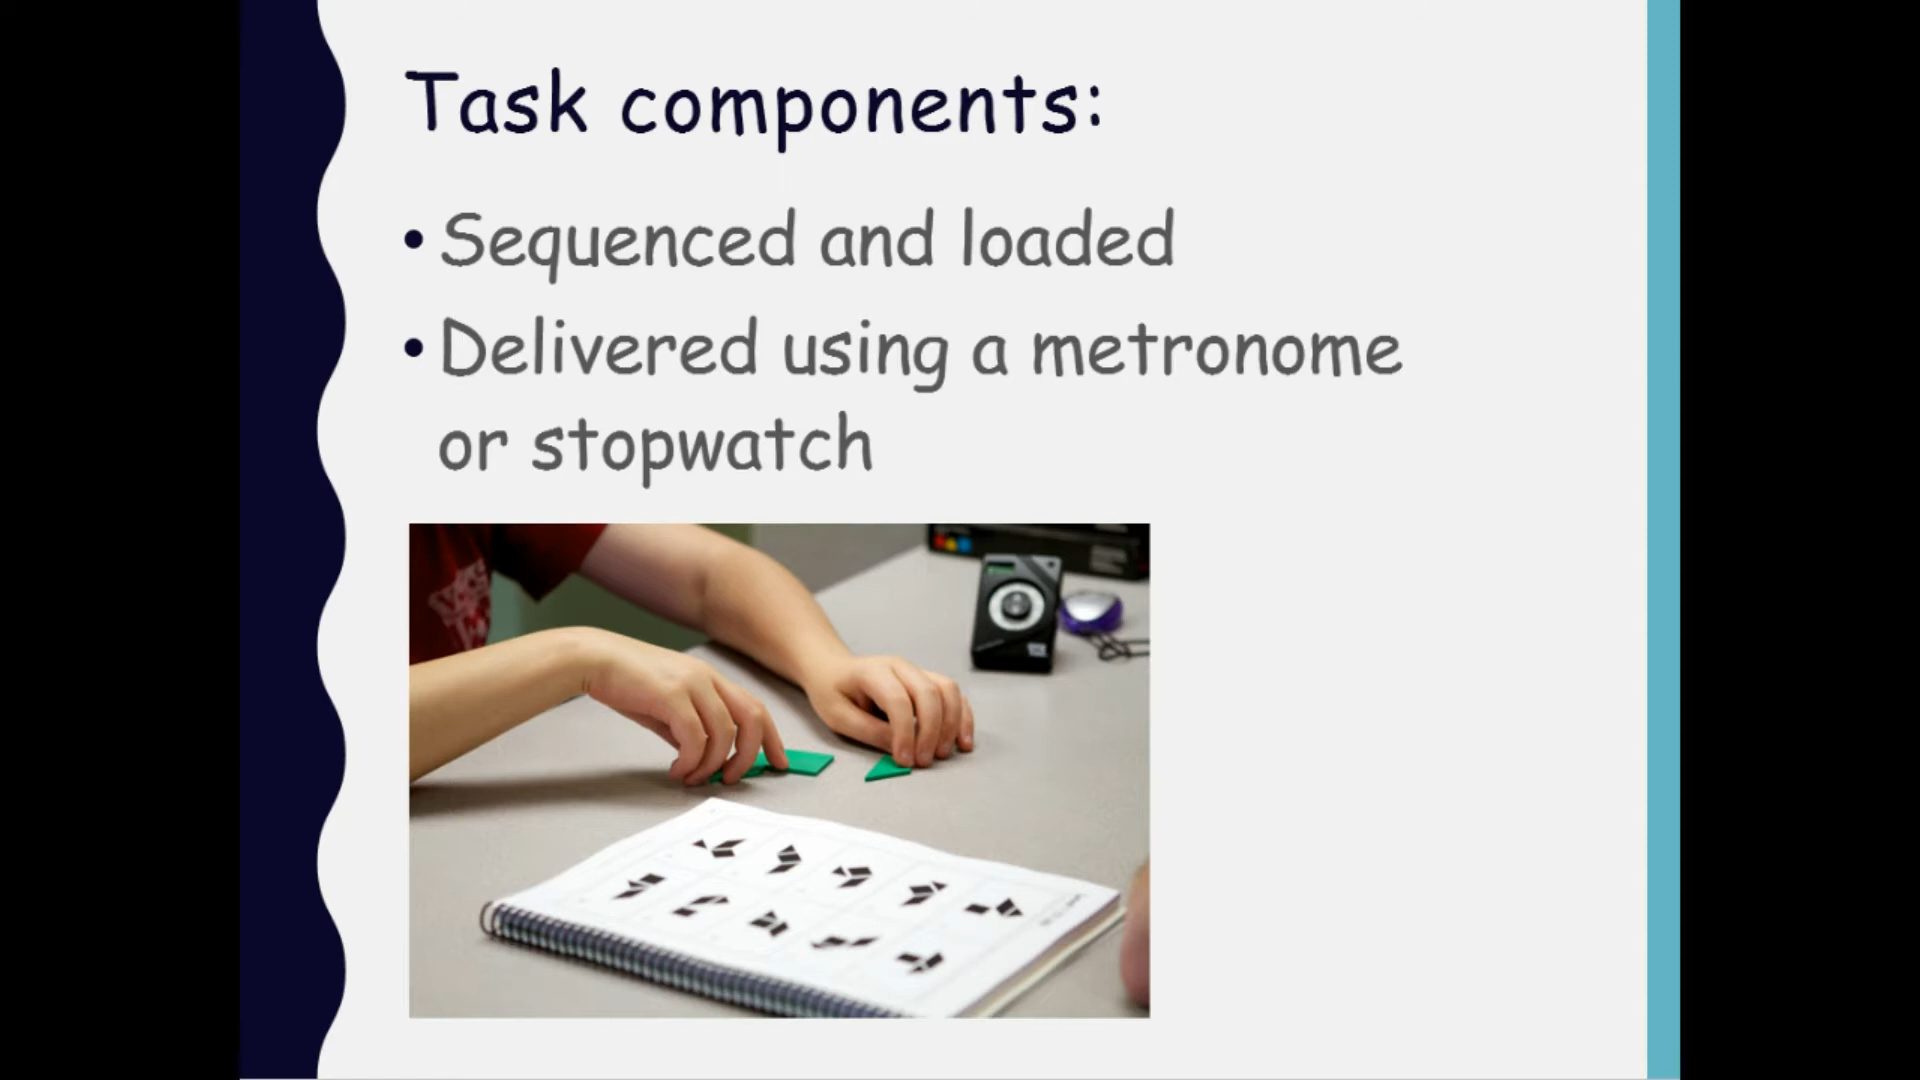 Task components:
• Sequenced and loaded
• Delivered using a metronome
or stopwatch